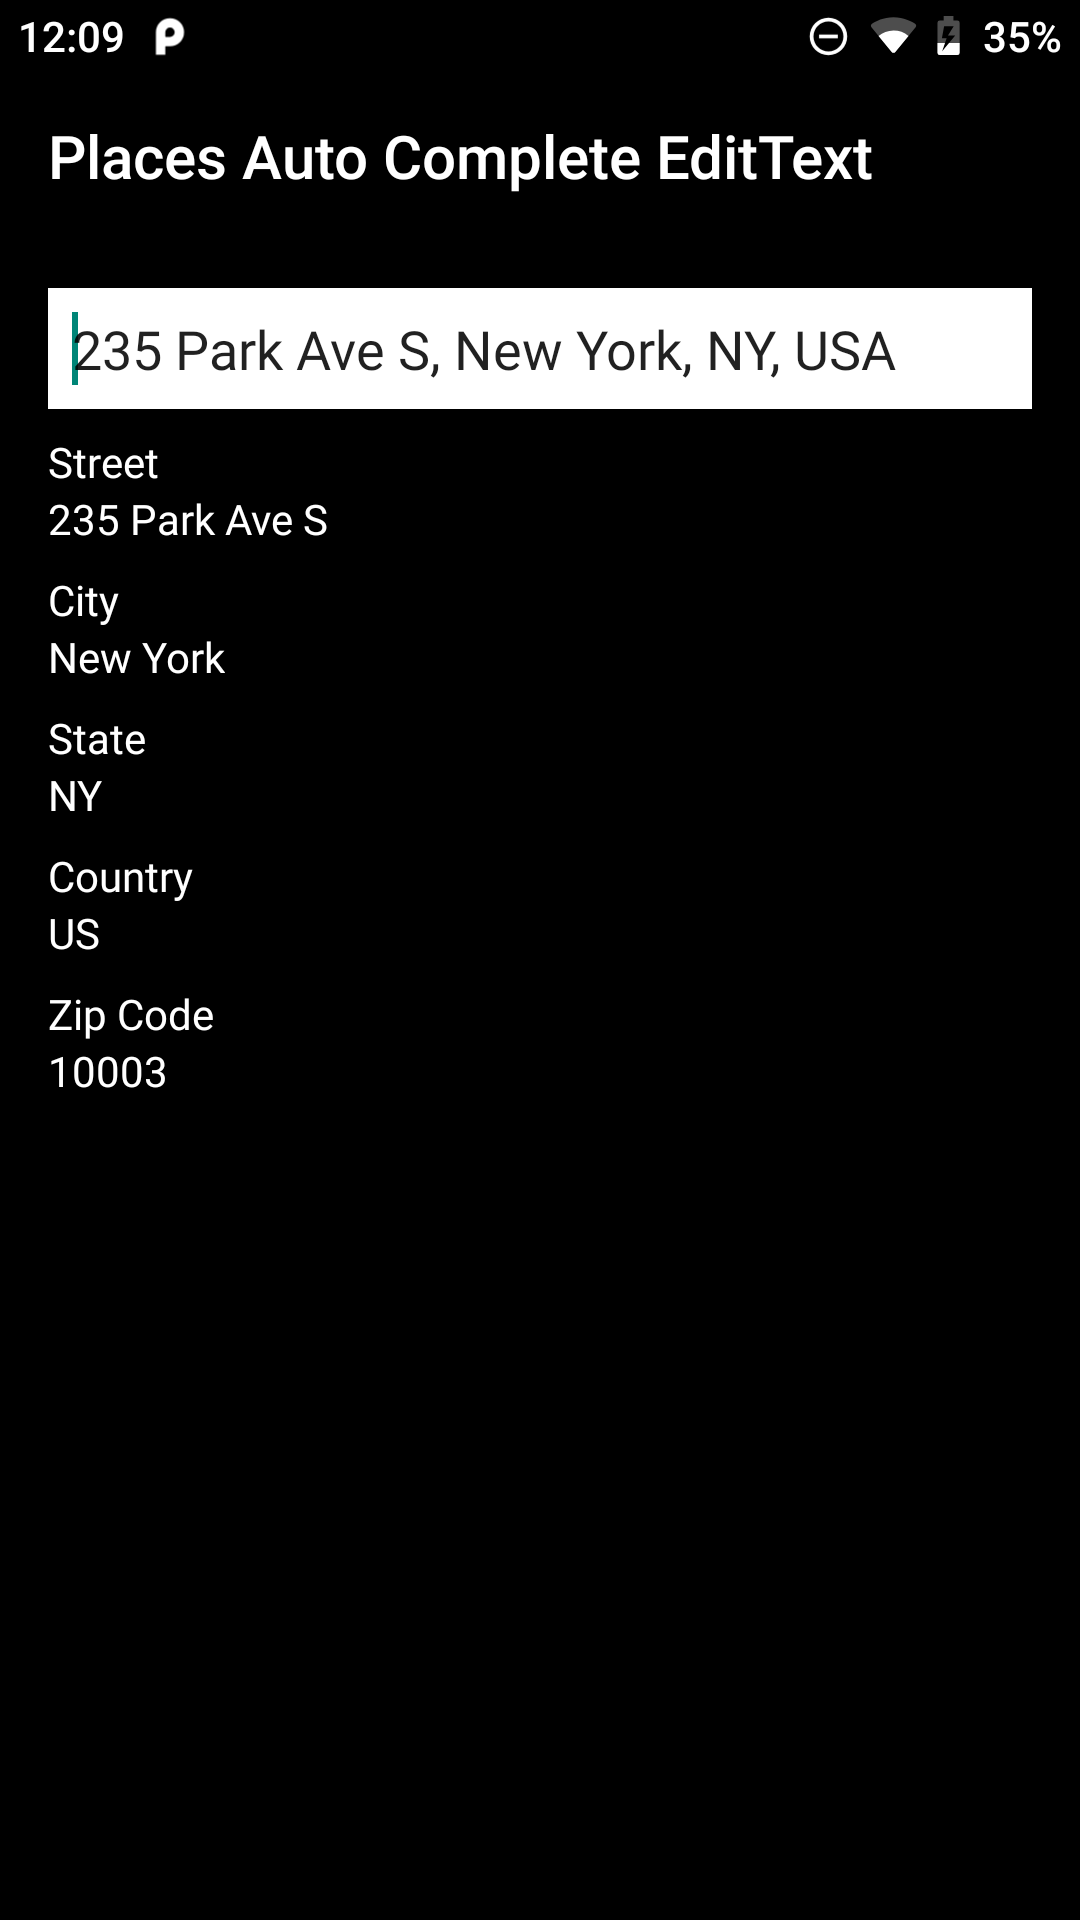 12:09
35%
Places Auto Complete EditText
235 Park Ave S, New York, NY, USA
Street
235 Park Ave S
City
New York
State
NY
Country
US
Zip Code
10003